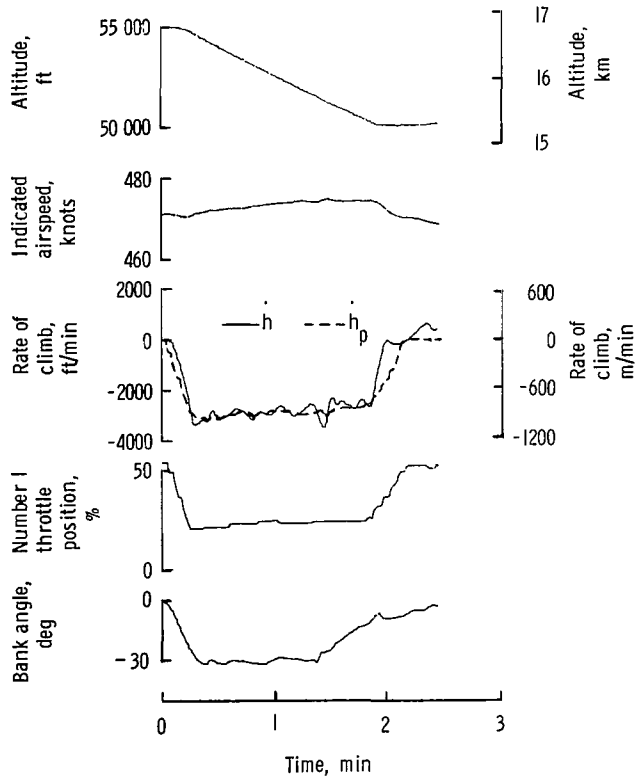 55 000
50 000
Altitude,
ft
17
16
15
Altitude,
km
480
460
Indicated
airspeed,
knots
2000
0
-2000
-4000
Rate of
climb,
ft/min
ḣ
ḣp
600
0
-600
-1200
Rate of
climb,
m/min
50
0
Number 1
throttle
position,
%
0
-30
Bank angle,
deg
0 1 2 3
Time, min